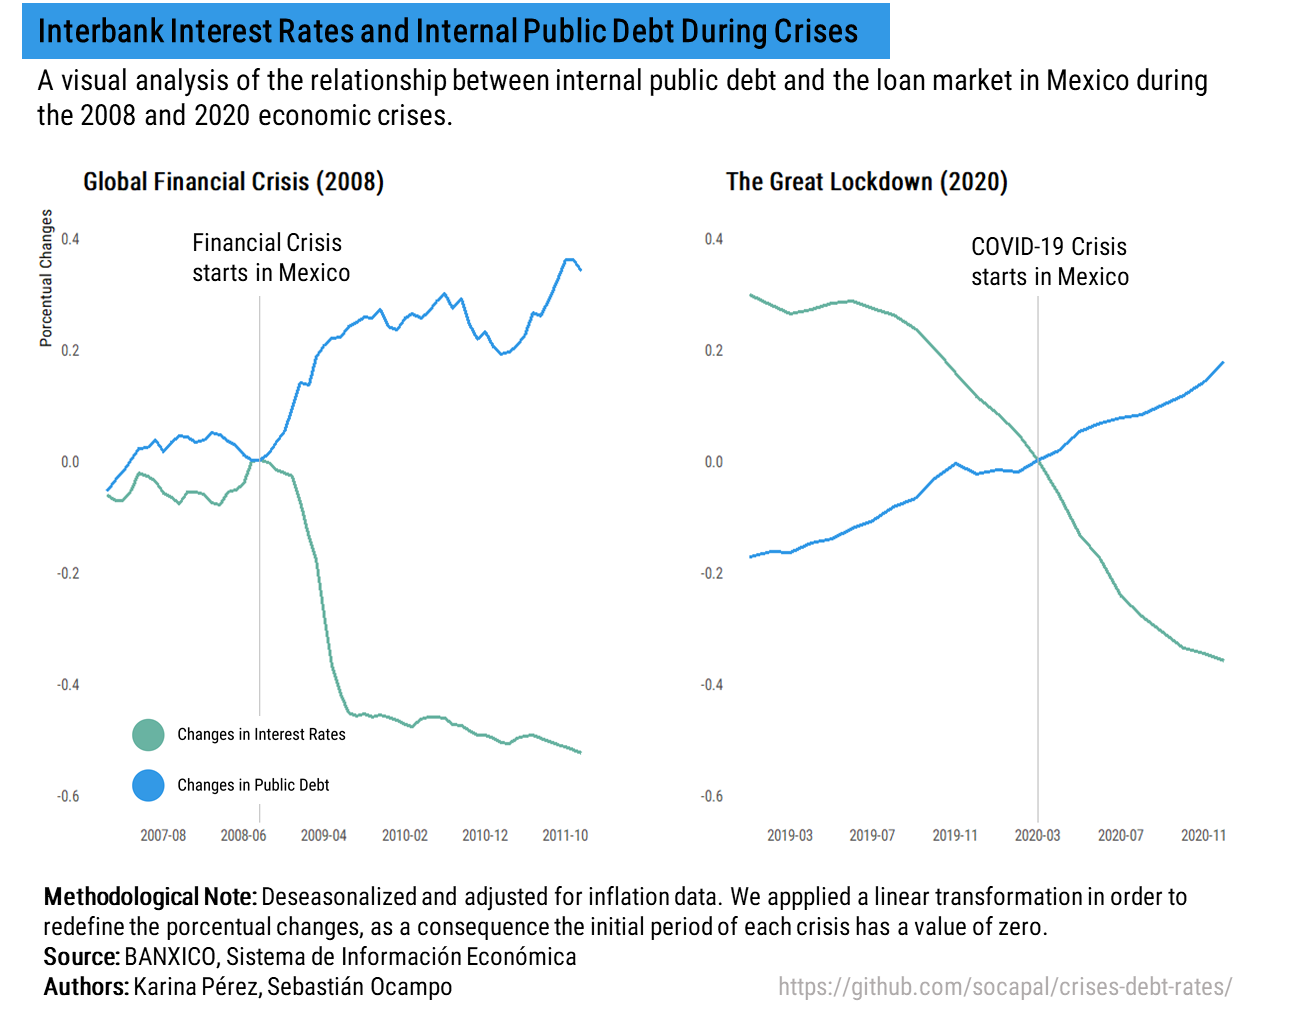 Interbank Interest Rates and Internal Public Debt During Crises
A visual analysis of the relationship between internal public debt and the loan market in Mexico during
the 2008 and 2020 economic crises.
Global Financial Crisis (2008)
Porcentual Changes
0.4
0.2
0.0
-0.2
-0.4
-0.6
Financial Crisis
starts in Mexico
Changes in Interest Rates
Changes in Public Debt
2007-08 2008-06 2009-04 2010-02 2010-12 2011-10
The Great Lockdown (2020)
0.4
0.2
0.0
-0.2
-0.4
-0.6
COVID-19 Crisis
starts in Mexico
2019-03 2019-07 2019-11 2020-03 2020-07 2020-11
Methodological Note: Deseasonalized and adjusted for inflation data. We appplied a linear transformation in order to
redefine the porcentual changes, as a consequence the initial period of each crisis has a value of zero.
Source: BANXICO, Sistema de Información Económica
Authors: Karina Pérez, Sebastián Ocampo
https://github.com/socapal/crises-debt-rates/